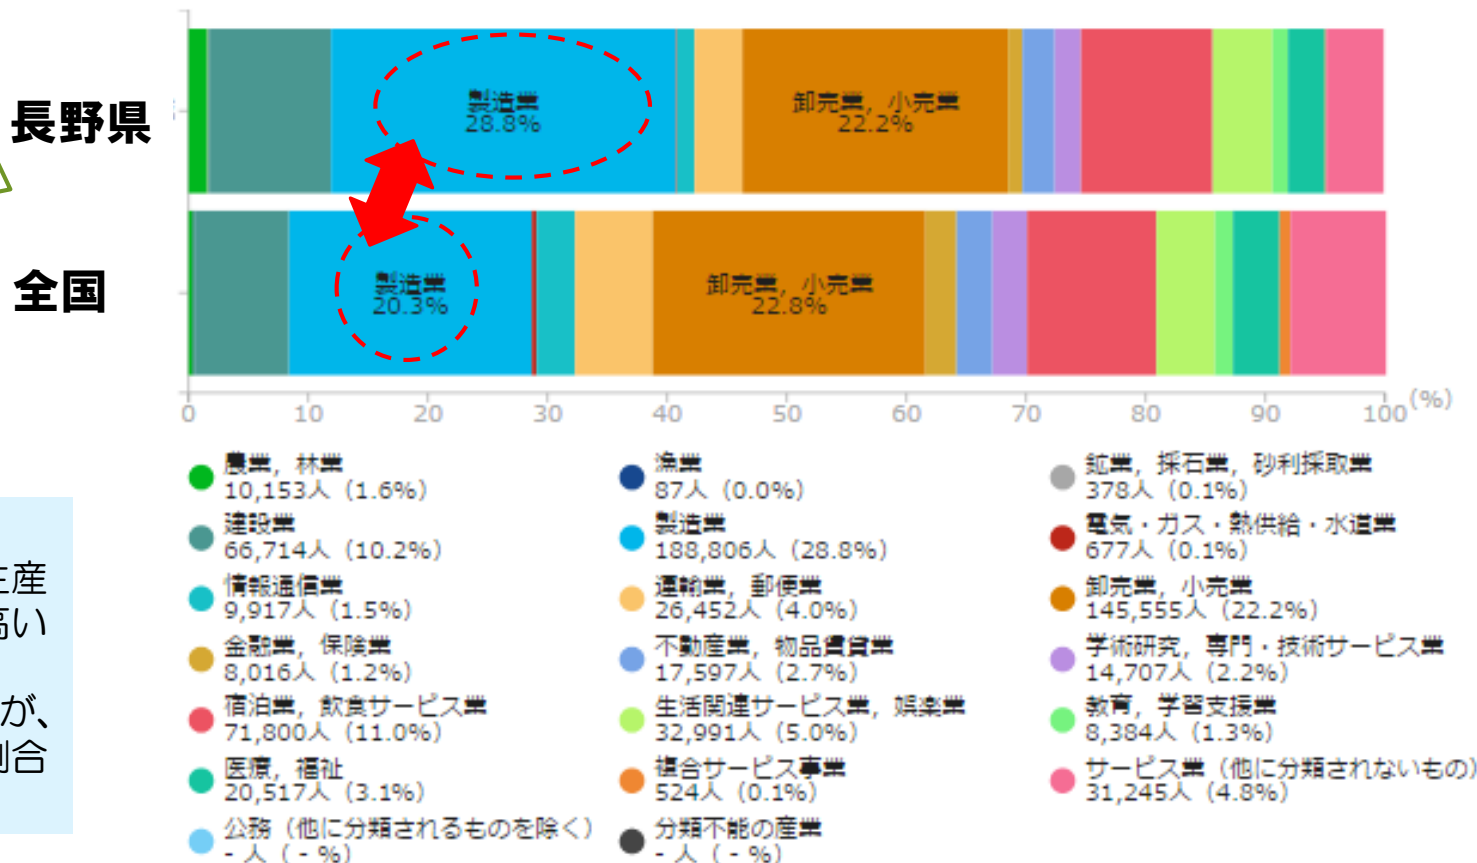 長野県
製造業
28.8%
卸売業，小売業
22.2%
全国
製造業
20.3%
卸売業，小売業
22.8%
0 10 20 30 40 50 60 70 80 90 100 (%)
農業，林業
10,153人（1.6%）
漁業
87人（0.0%）
鉱業，採石業，砂利採取業
378人（0.1%）
建設業
66,714人（10.2%）
製造業
188,806人（28.8%）
電気・ガス・熱供給・水道業
677人（0.1%）
情報通信業
9,917人（1.5%）
運輸業，郵便業
26,452人（4.0%）
卸売業，小売業
145,555人（22.2%）
金融業，保険業
8,016人（1.2%）
不動産業，物品賃貸業
17,597人（2.7%）
学術研究，専門・技術サービス業
14,707人（2.2%）
宿泊業，飲食サービス業
71,800人（11.0%）
生活関連サービス業，娯楽業
32,991人（5.0%）
教育，学習支援業
8,384人（1.3%）
医療，福祉
20,517人（3.1%）
複合サービス事業
524人（0.1%）
サービス業（他に分類されないもの）
31,245人（4.8%）
公務（他に分類されるものを除く）
- 人（ - %）
分類不能の産業
- 人（ - %）
生産
高い
が、
割合